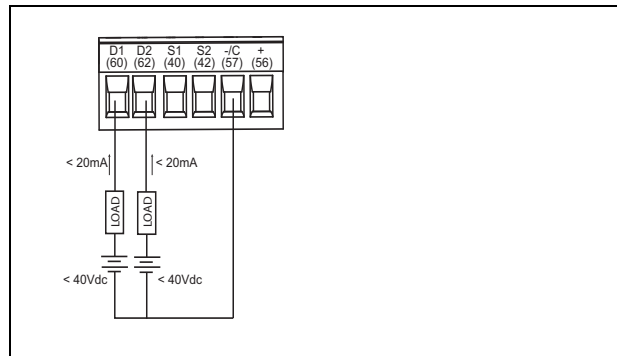 D1 D2 S1 S2 -/C +
(60) (62) (40) (42) (57) (56)
< 20mA < 20mA
LOAD LOAD
< 40Vdc < 40Vdc